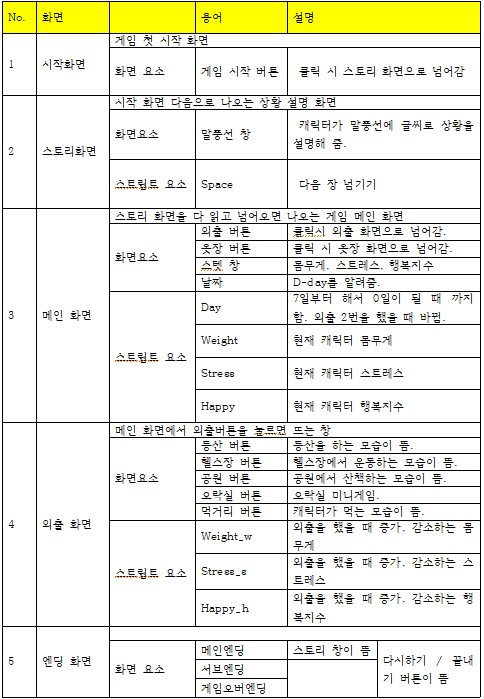 No. 화면 용어 설명
1 시작화면 게임 첫 시작 화면
화면 요소 게임 시작 버튼 클릭 시 스토리 화면으로 넘어감
2 스토리화면 시작 화면 다음으로 나오는 상황 설명 화면
화면요소 말풍선 창 캐릭터가 말풍선에 글씨로 상황을
설명해 줌.
스트립트 요소 Space 다음 장 넘기기
3 메인 화면 스토리 화면을 다 읽고 넘어오면 나오는 게임 메인 화면
화면요소 외출 버튼 클릭시 외출 화면으로 넘어감.
옷장 버튼 클릭 시 옷장 화면으로 넘어감.
스텟 창 몸무게, 스트레스, 행복지수
날짜 D-day를 알려줌.
스트립트 요소 Day 7일부터 해서 0일이 될 때 까지
함. 외출 2번을 했을 때 바뀜.
Weight 현재 캐릭터 몸무게
Stress 현재 캐릭터 스트레스
Happy 현재 캐릭터 행복지수
4 외출 화면 메인 화면에서 외출버튼을 눌르면 뜨는 창
화면요소 등산 버튼 등산을 하는 모습이 뜸.
헬스장 버튼 헬스장에서 운동하는 모습이 뜸.
공원 버튼 공원에서 산책하는 모습이 뜸.
오락실 버튼 오락실 미니게임.
먹거리 버튼 캐릭터가 먹는 모습이 뜸.
스트립트 요소 Weight_w 외출을 했을 때 증가, 감소하는 몸
무게
Stress_s 외출을 했을 때 증가, 감소하는 스
트레스
Happy_h 외출을 했을 때 증가, 감소하는 행
복지수
5 엔딩 화면 화면 요소 메인엔딩 스토리 창이 뜸 다시하기 / 끝내
기 버튼이 뜸
서브엔딩
게임오버엔딩